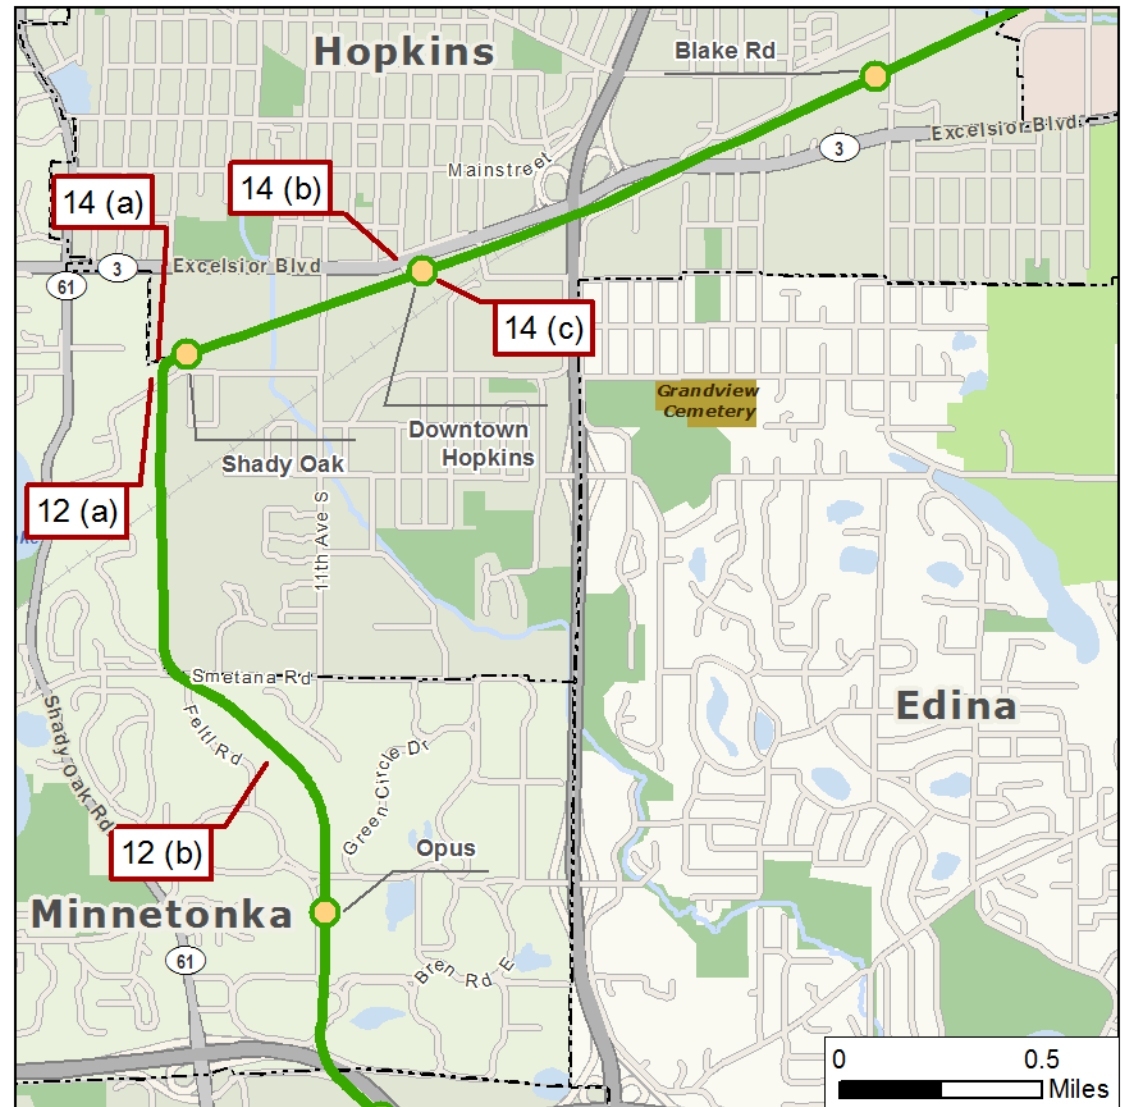 Hopkins
Blake Rd
Excelsior Blvd
3
Mainstreet
14 (b)
14 (a)
3
Excelsior Blvd
61
14 (c)
Grandview
Cemetery
Downtown
Hopkins
Shady Oak
12 (a)
11th Ave S
Smetana Rd
Feltl Rd
Shady Oak Rd
Edina
Green Circle Dr
12 (b)
Opus
Minnetonka
61
Bren Rd E
0 0.5
Miles